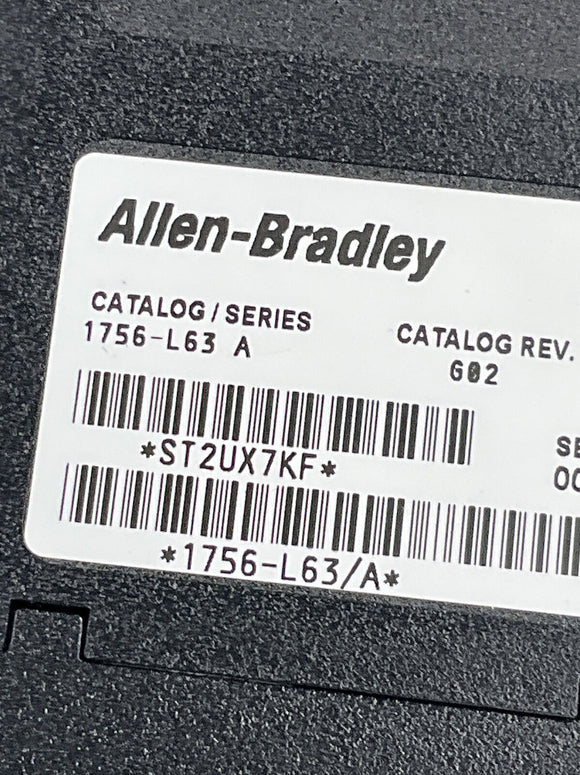 Allen-Bradley
CATALOG / SERIES
1756-L63 A
CATALOG REV.
G02
*ST2UX7KF*
*1756-L63/A*